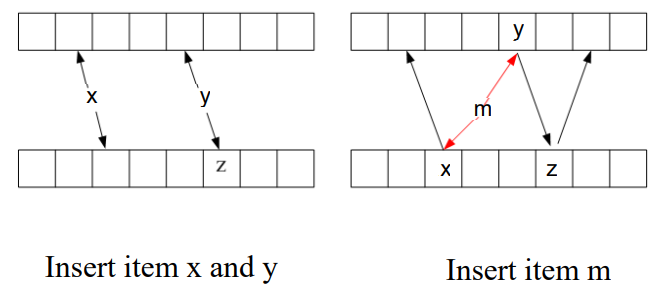 y
x
y
m
z
x
z
Insert item x and y
Insert item m